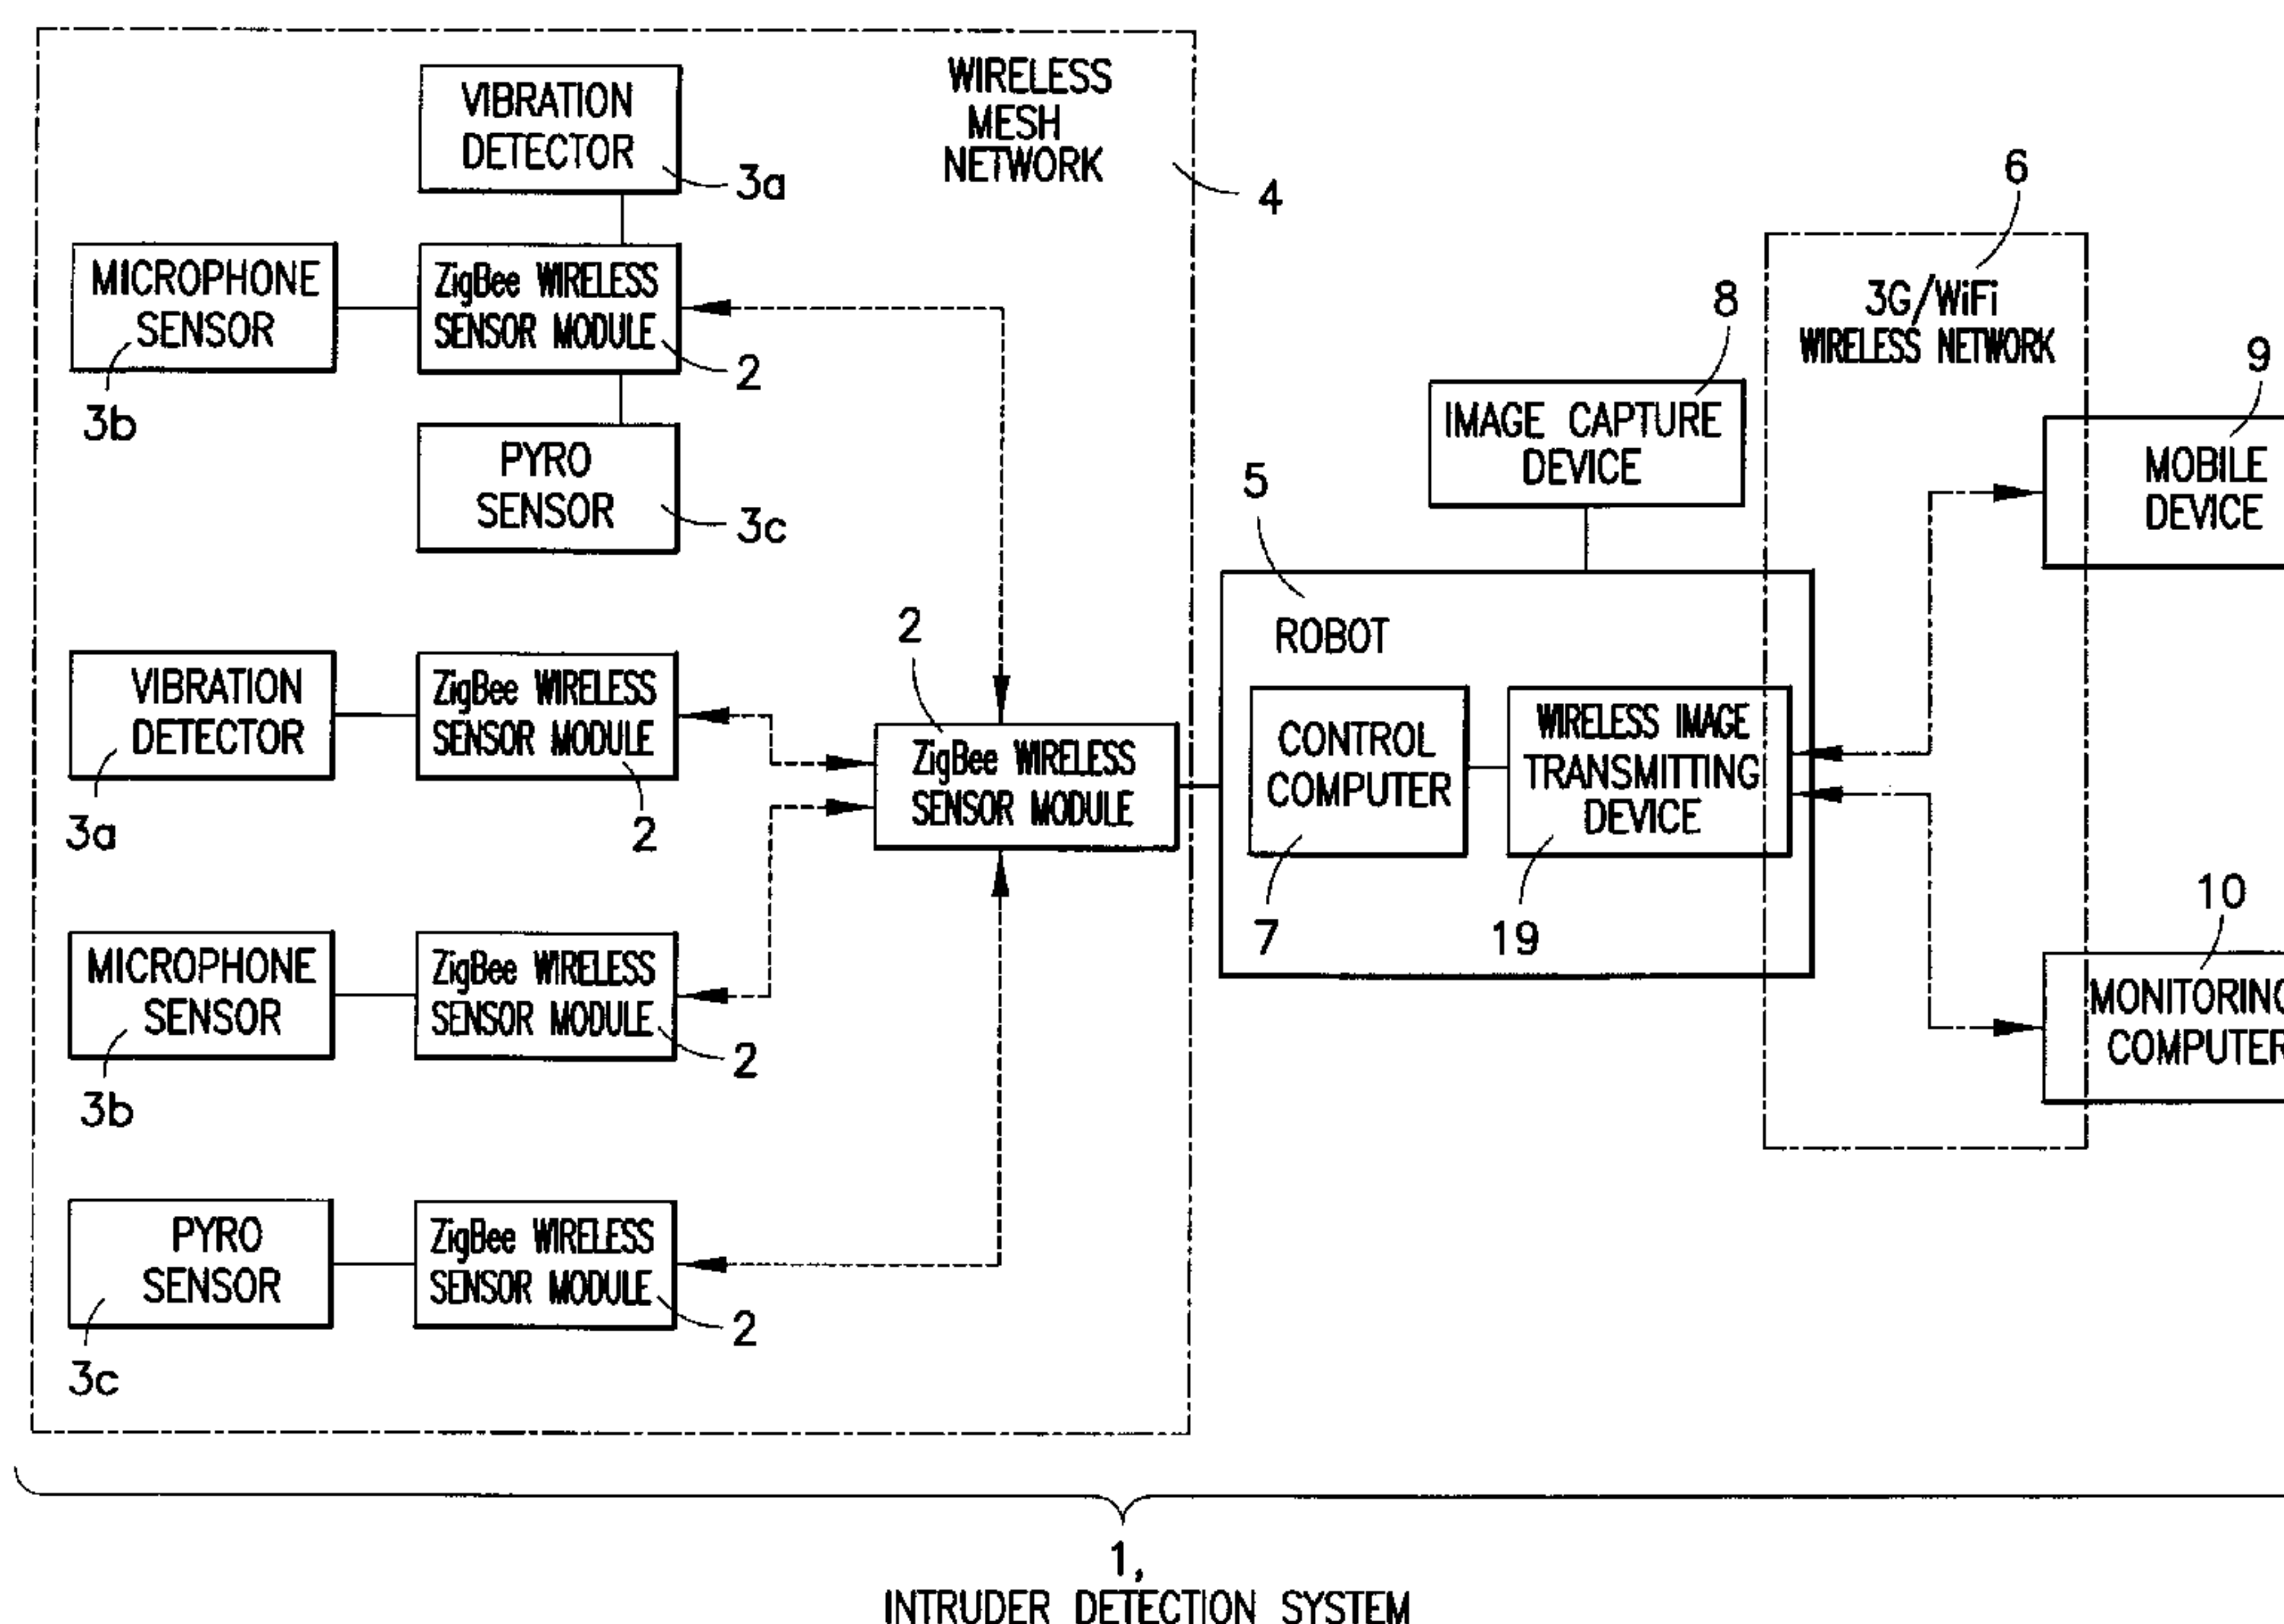 WIRELESS
MESH
NETWORK
4
VIBRATION
DETECTOR
3a
MICROPHONE
SENSOR
3b
ZigBee WIRELESS
SENSOR MODULE
2
PYRO
SENSOR
3c
VIBRATION
DETECTOR
3a
ZigBee WIRELESS
SENSOR MODULE
2
MICROPHONE
SENSOR
3b
ZigBee WIRELESS
SENSOR MODULE
2
PYRO
SENSOR
3c
ZigBee WIRELESS
SENSOR MODULE
2
2
ZigBee WIRELESS
SENSOR MODULE
5
ROBOT
CONTROL
COMPUTER
7
WIRELESS IMAGE
TRANSMITTING
DEVICE
19
8
IMAGE CAPTURE
DEVICE
6
3G/WiFi
WIRELESS NETWORK
9
MOBILE
DEVICE
10
MONITORING
COMPUTER
1,
INTRUDER DETECTION SYSTEM